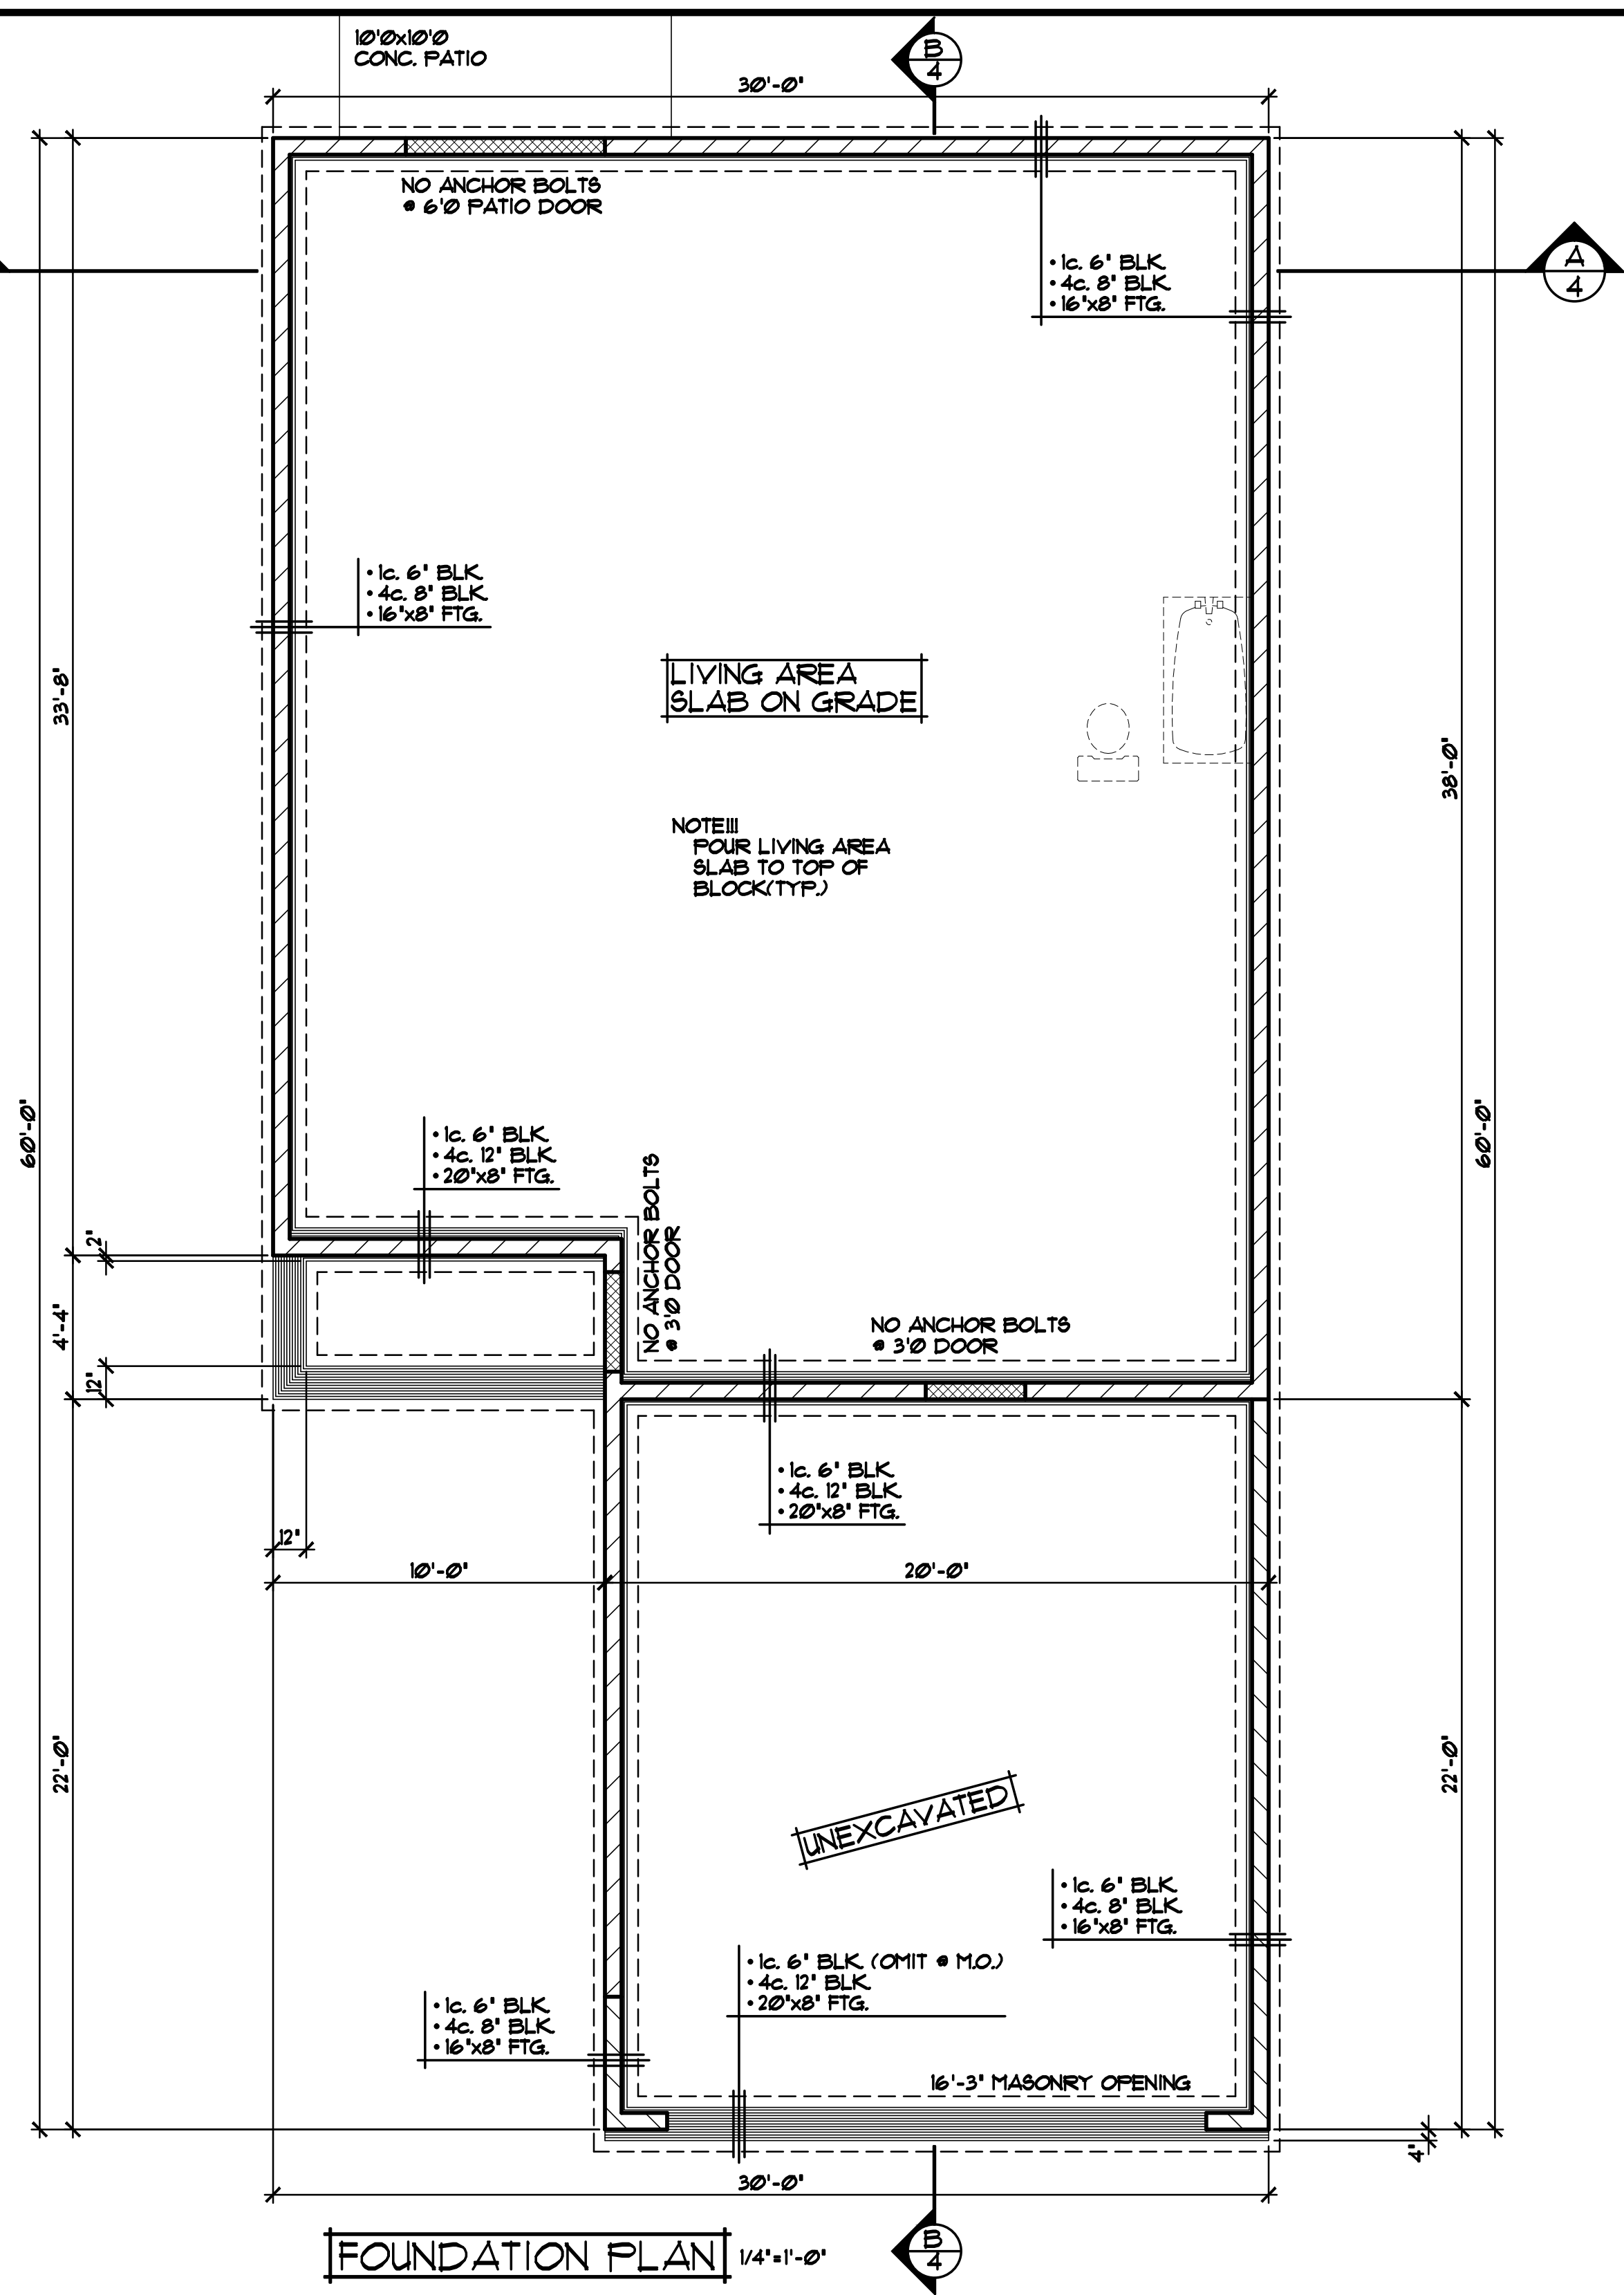 10'0x10'0
CONC. PATIO
B
4
30'-0"
NO ANCHOR BOLTS
@ 6'0 PATIO DOOR
• 1c. 6" BLK.
• 4c. 8" BLK.
• 16"x8" FTG.
A
4
• 1c. 6" BLK.
• 4c. 8" BLK.
• 16"x8" FTG.
33'-8"
LIVING AREA
SLAB ON GRADE
38'-0"
NOTE!!!
POUR LIVING AREA
SLAB TO TOP OF
BLOCK(TYP.)
60'-0"
60'-0"
• 1c. 6" BLK.
• 4c. 12" BLK.
• 20"x8" FTG.
NO ANCHOR BOLTS
@ 3'0 DOOR
2"
4'-4"
12"
NO ANCHOR BOLTS
@ 3'0 DOOR
• 1c. 6" BLK.
• 4c. 12" BLK.
• 20"x8" FTG.
12"
10'-0"
20'-0"
22'-0"
22'-0"
UNEXCAVATED
• 1c. 6" BLK.
• 4c. 8" BLK.
• 16"x8" FTG.
• 1c. 6" BLK. (OMIT @ M.O.)
• 4c. 12" BLK.
• 20"x8" FTG.
• 1c. 6" BLK.
• 4c. 8" BLK.
• 16"x8" FTG.
16'-3" MASONRY OPENING
4"
30'-0"
FOUNDATION PLAN 1/4"=1'-0"
B
4